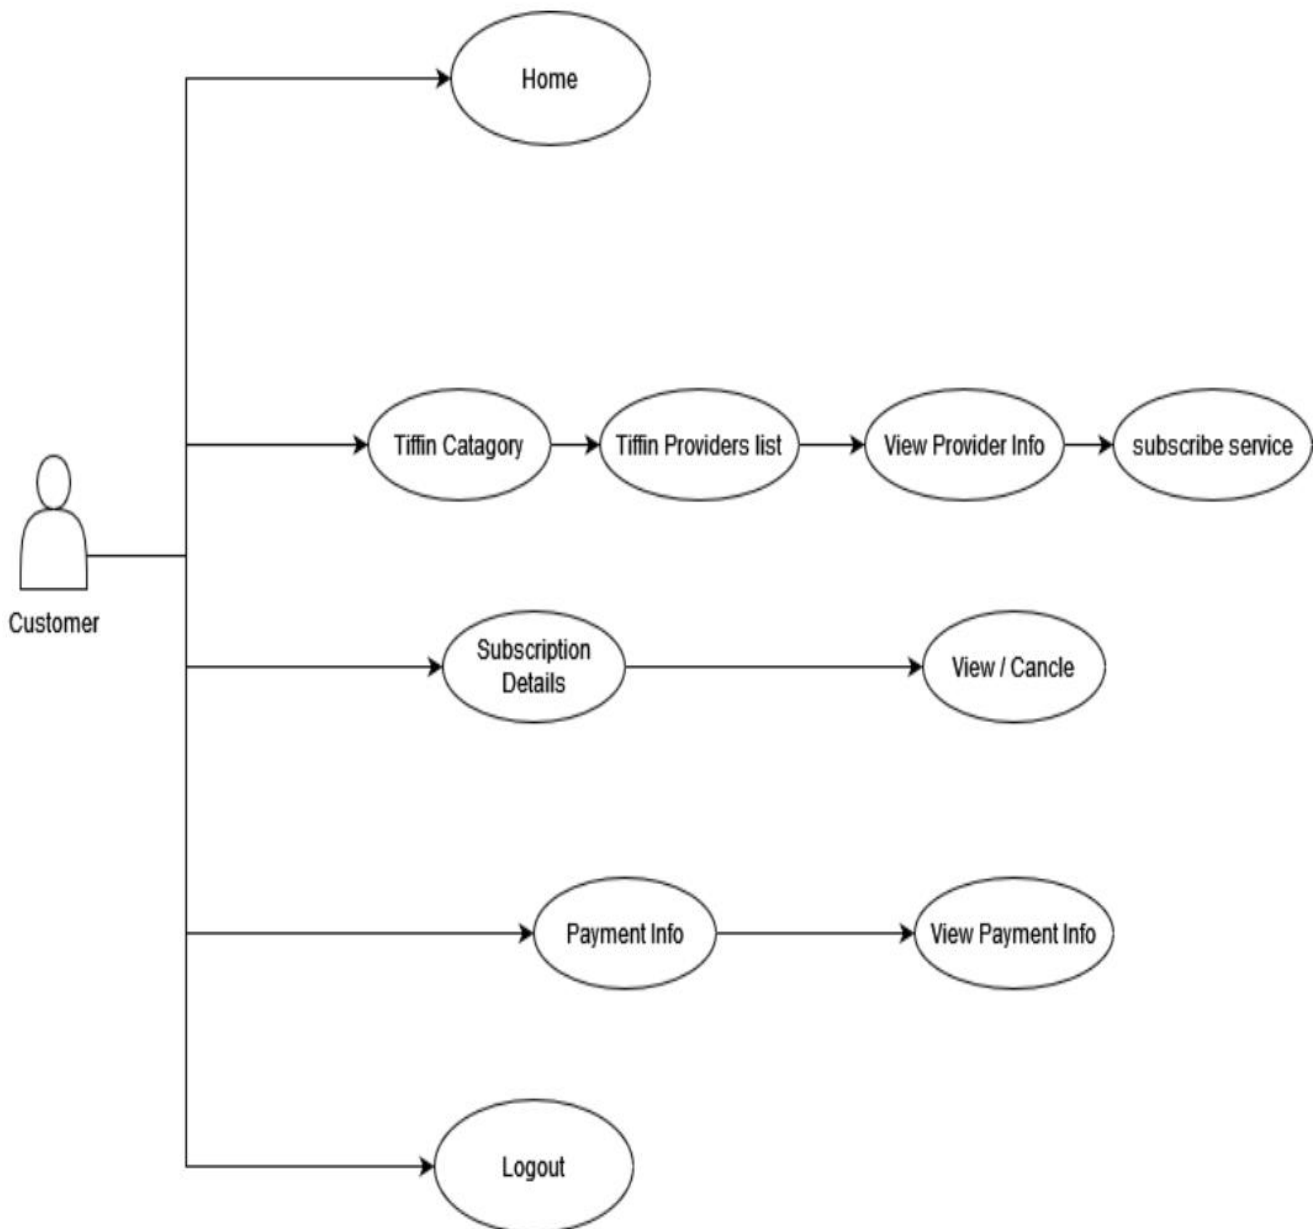 Home
Tiffin Catagory
Tiffin Providers list
View Provider Info
subscribe service
Customer
Subscription
Details
View / Cancle
Payment Info
View Payment Info
Logout